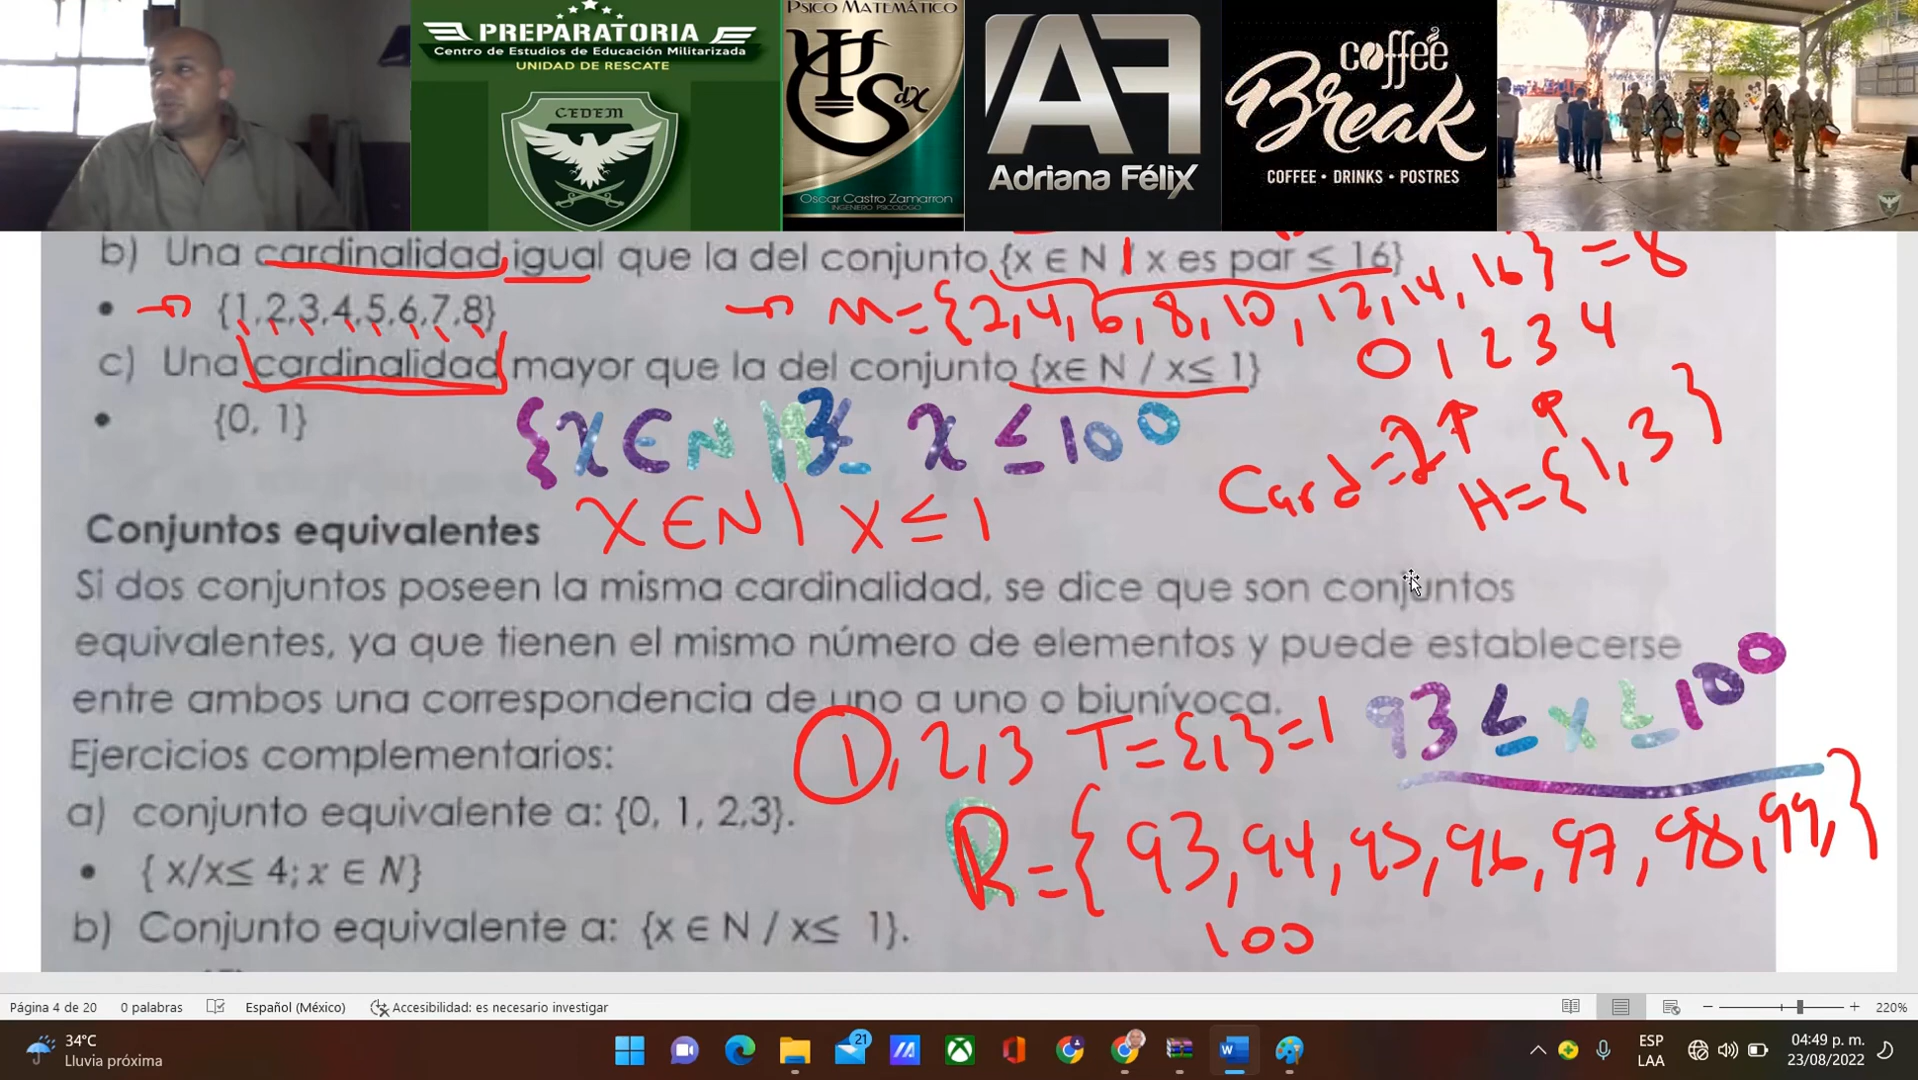 PREPARATORIA
Centro de Estudios de Educación Militarizada
UNIDAD DE RESCATE
CEDEM
PSICO MATEMÁTICO
Oscar Castro Zamarron
INGENIERO PSICOLOGO
AF
Adriana Félix
coffee
Break
COFFEE • DRINKS • POSTRES
b) Una cardinalidad igual que la del conjunto {x ∈ N / x es par ≤ 16}
= 8
• {1,2,3,4,5,6,7,8}
M={2,4,6,8,10,12,14,16}
0 1 2 3 4
c) Una cardinalidad mayor que la del conjunto {x∈ N / x≤ 1}
• {0, 1}
{x∈N | 93≤ x ≤100
Card=2
H={1,3}
x∈N | x≤1
Conjuntos equivalentes
Si dos conjuntos poseen la misma cardinalidad, se dice que son conjuntos
equivalentes, ya que tienen el mismo número de elementos y puede establecerse
entre ambos una correspondencia de uno a uno o biunívoca.
1,2,3 T={1}=1
93≤x≤100
Ejercicios complementarios:
a) conjunto equivalente a: {0, 1, 2,3}.
R={93,94,95,96,97,98,99,}
100
• { x/x≤ 4; x ∈ N}
b) Conjunto equivalente a: {x ∈ N / x≤ 1}.
Página 4 de 20
0 palabras
Español (México)
Accesibilidad: es necesario investigar
220%
34°C
Lluvia próxima
21
ESP
LAA
04:49 p. m.
23/08/2022